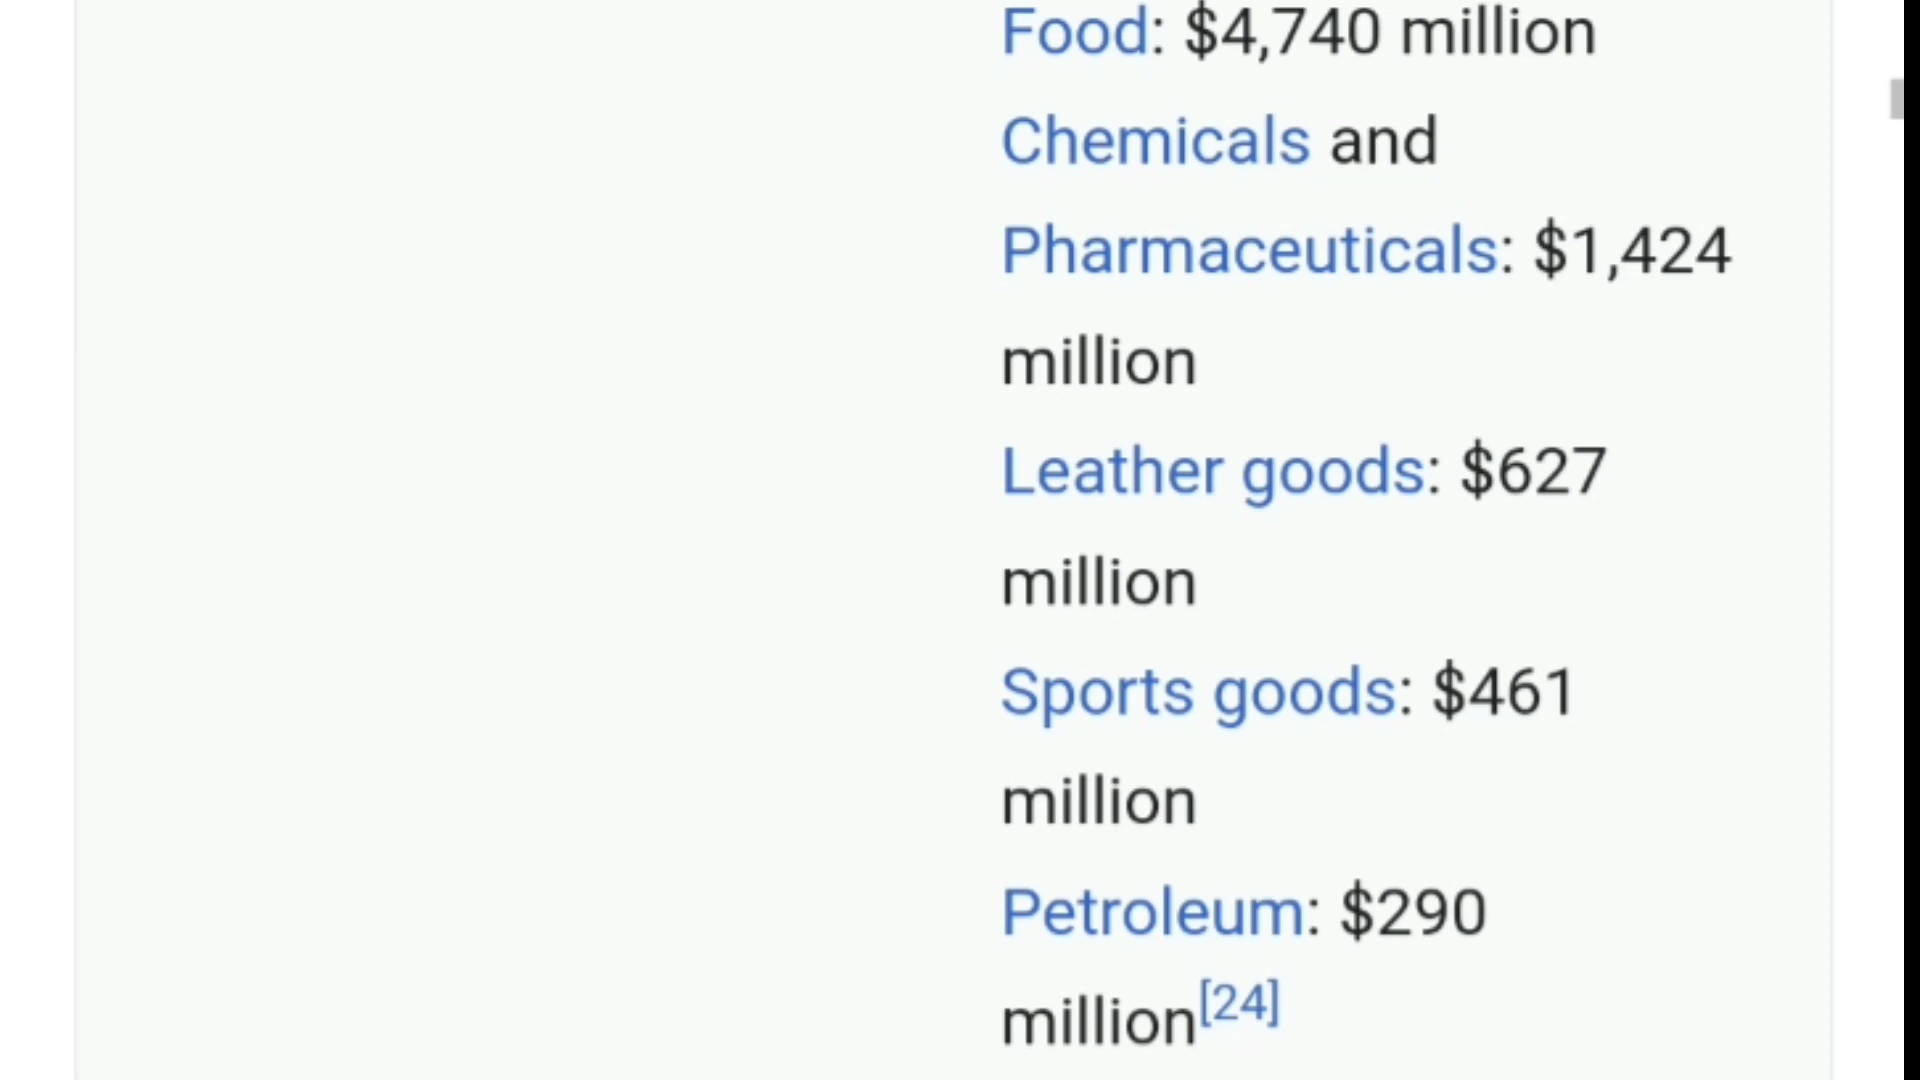 Food: $4,740 million
Chemicals and
Pharmaceuticals: $1,424
million
Leather goods: $627
million
Sports goods: $461
million
Petroleum: $290
million[24]